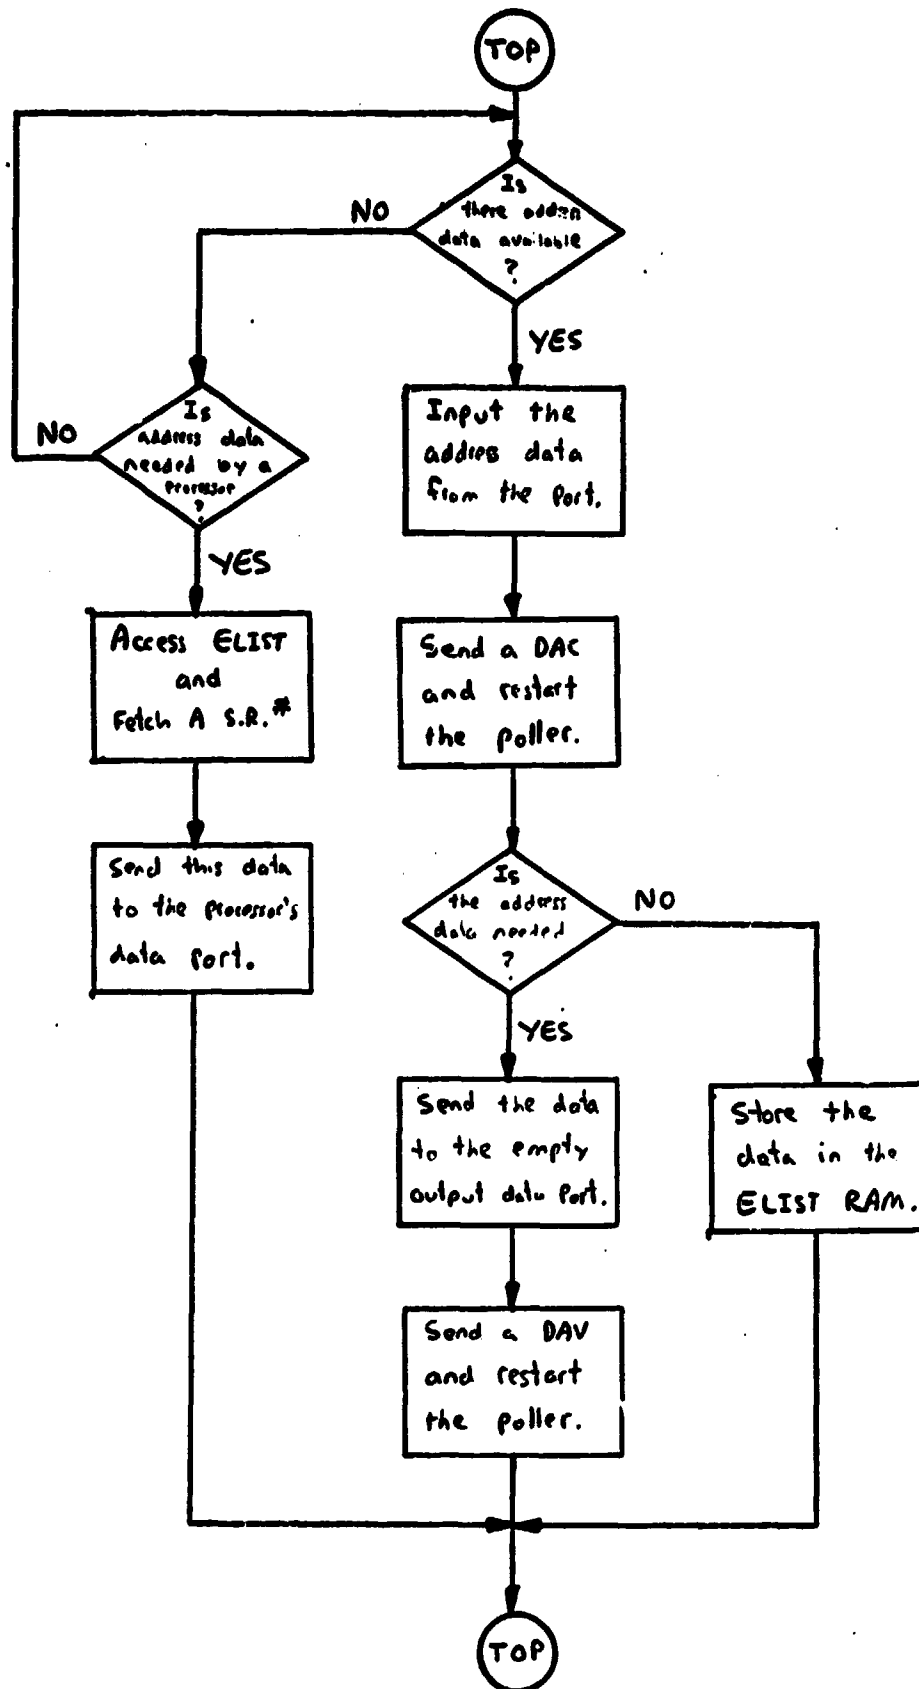 TOP
Is
there
data available
?
NO
YES
Is
address data
needed by a
processor
?
NO
YES
Input the
address data
from the port.
Access ELIST
and
Fetch A S.R.#
Send a DAC
and restart
the poller.
Send this data
to the processor's
data port.
Is
the address
data needed
?
NO
YES
Send the data
to the empty
output data port.
Store the
data in the
ELIST RAM.
Send a DAV
and restart
the poller.
TOP